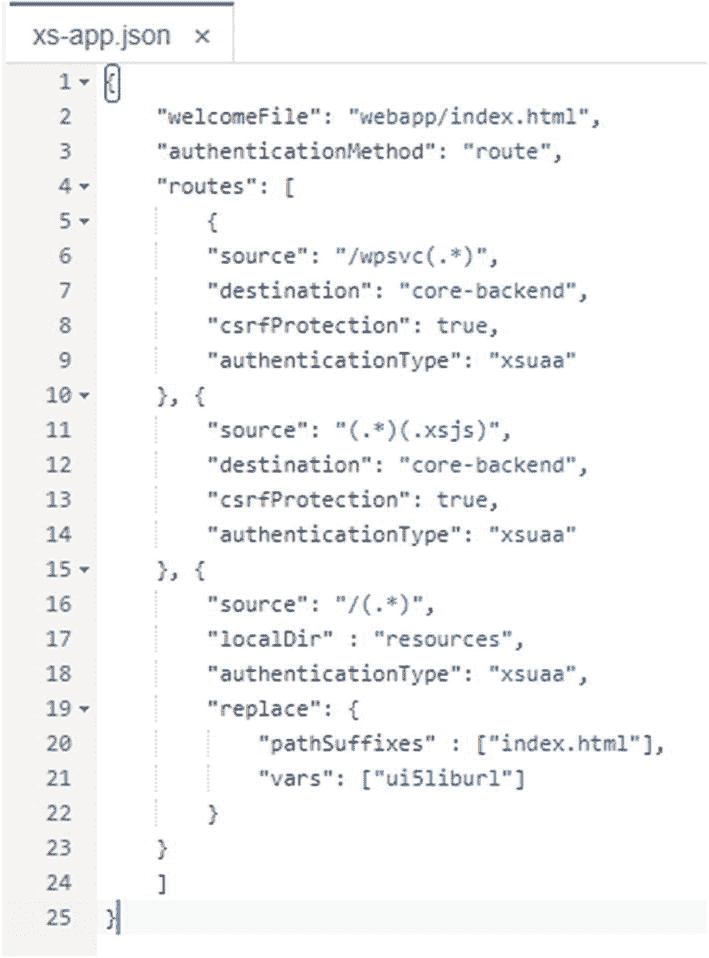 xs-app.json ×
1 {
2 "welcomeFile": "webapp/index.html",
3 "authenticationMethod": "route",
4 "routes": [
5 {
6 "source": "/wpsvc(.*)",
7 "destination": "core-backend",
8 "csrfProtection": true,
9 "authenticationType": "xsuaa"
10 }, {
11 "source": "(.*)(.xsjs)",
12 "destination": "core-backend",
13 "csrfProtection": true,
14 "authenticationType": "xsuaa"
15 }, {
16 "source": "/(.*)",
17 "localDir" : "resources",
18 "authenticationType": "xsuaa",
19 "replace": {
20 "pathSuffixes" : ["index.html"],
21 "vars": ["ui5liburl"]
22 }
23 }
24 ]
25 }